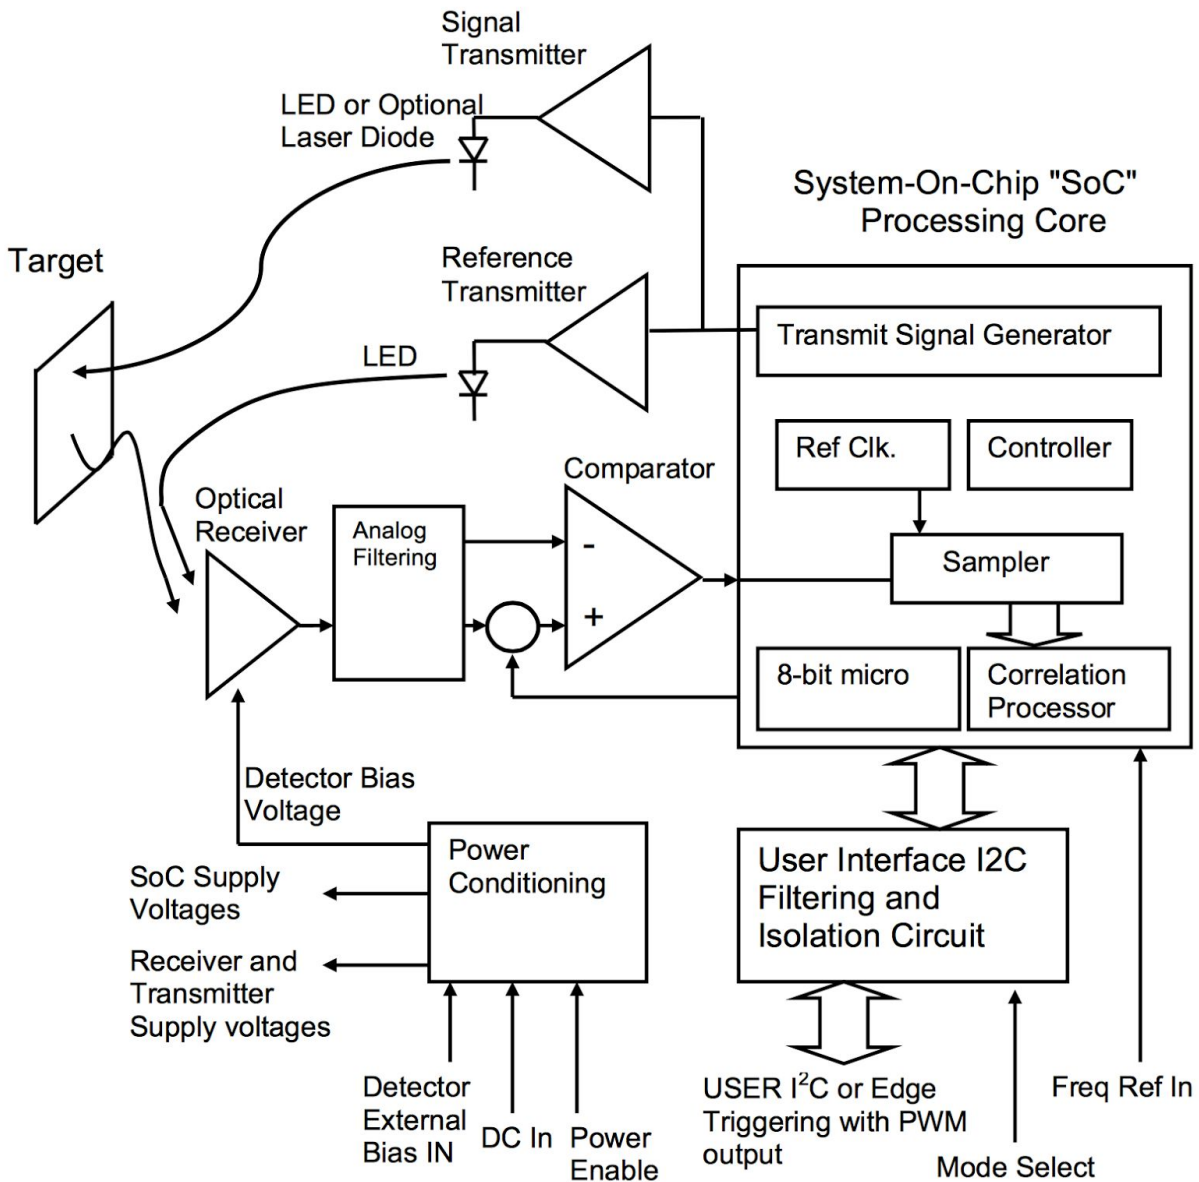 Signal
Transmitter
LED or Optional
Laser Diode
System-On-Chip "SoC"
Processing Core
Target
Reference
Transmitter
Transmit Signal Generator
LED
Ref Clk.
Controller
Comparator
Optical
Receiver
Analog
Filtering
-
+
Sampler
8-bit micro
Correlation
Processor
Detector Bias
Voltage
Power
Conditioning
SoC Supply
Voltages
Receiver and
Transmitter
Supply voltages
User Interface I2C
Filtering and
Isolation Circuit
Detector
External
Bias IN
DC In
Power
Enable
USER I²C or Edge
Triggering with PWM
output
Mode Select
Freq Ref In